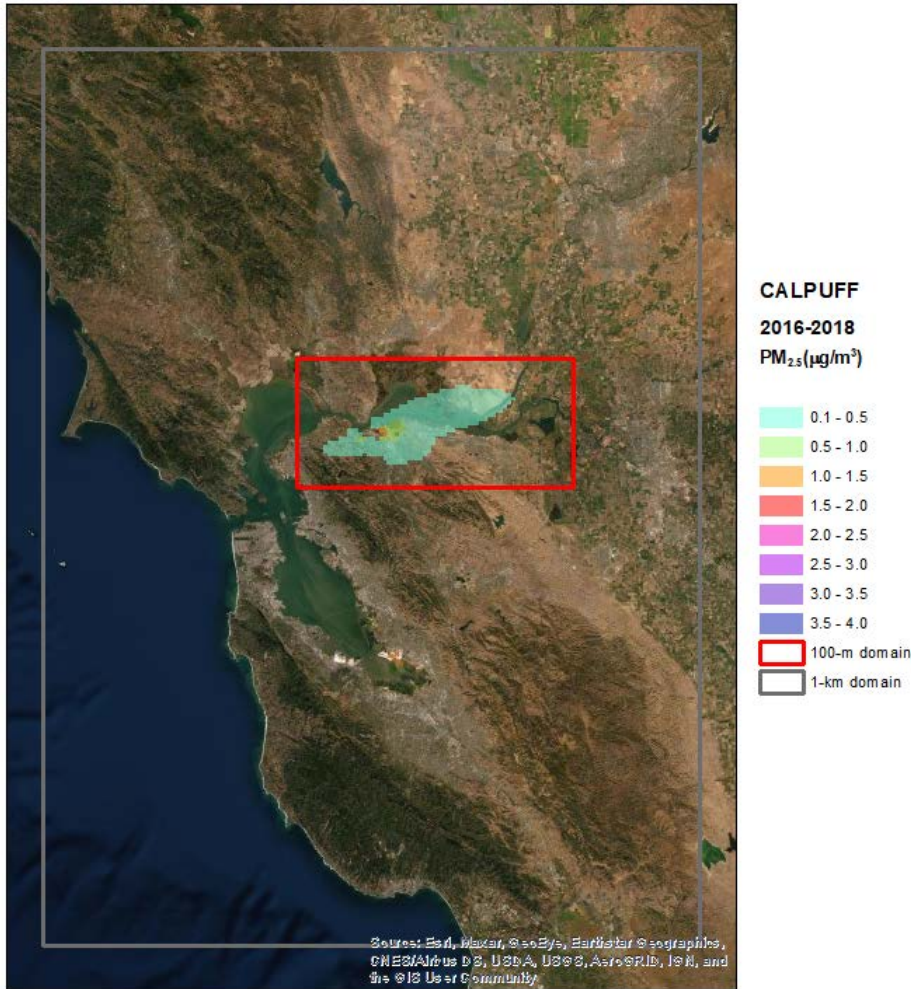 CALPUFF
2016-2018
PM2.5(µg/m³)
0.1 - 0.5
0.5 - 1.0
1.0 - 1.5
1.5 - 2.0
2.0 - 2.5
2.5 - 3.0
3.0 - 3.5
3.5 - 4.0
100-m domain
1-km domain
Source: Esri, Maxar, GeoEye, Earthstar Geographics,
CNES/Airbus DS, USDA, USGS, AeroGRID, IGN, and
the GIS User Community